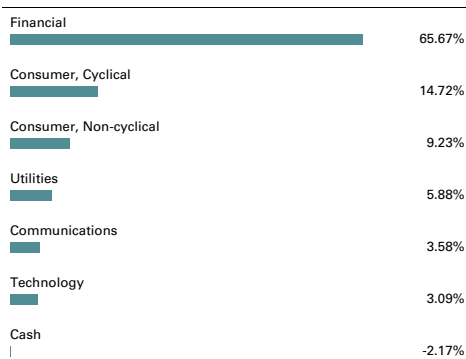 Financial
65.67%
Consumer, Cyclical
14.72%
Consumer, Non-cyclical
9.23%
Utilities
5.88%
Communications
3.58%
Technology
3.09%
Cash
-2.17%